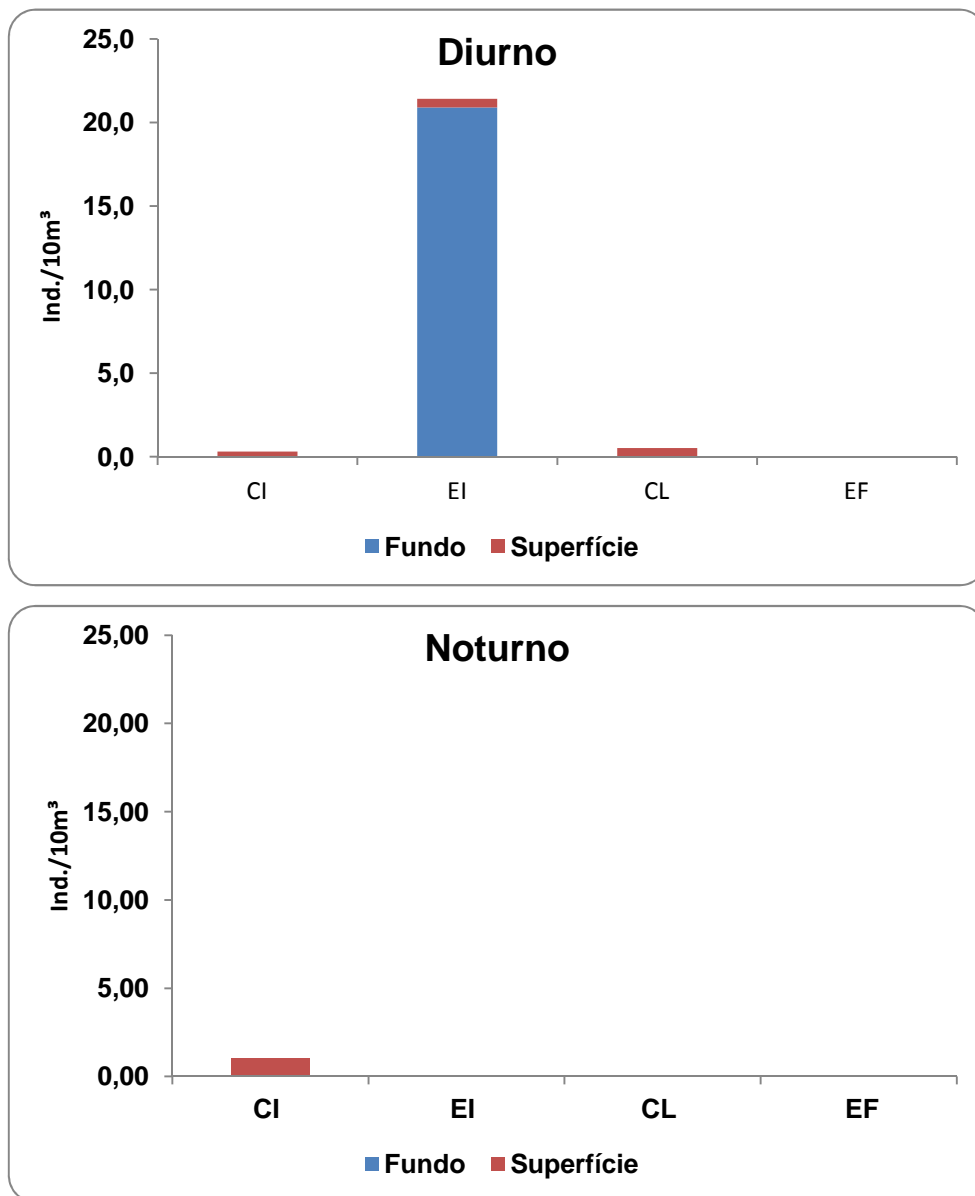 Diurno
25,0
20,0
15,0
10,0
5,0
0,0
Ind./10m³
CI EI CL EF
Fundo Superfície
Noturno
25,00
20,00
15,00
10,00
5,00
0,00
Ind./10m³
CI EI CL EF
Fundo Superfície